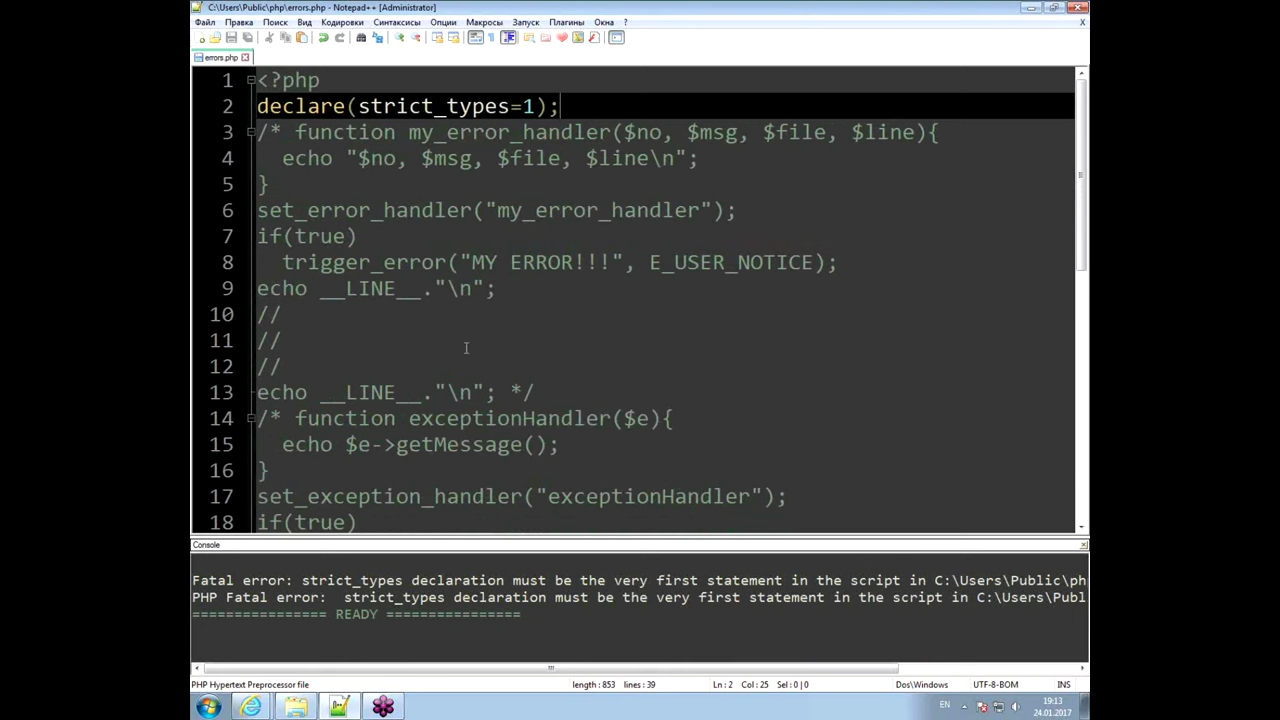 C:\Users\Public\php\errors.php - Notepad++ [Administrator]
Файл Правка Поиск Вид Кодировки Синтаксисы Опции Макросы Запуск Плагины Окна ? X
errors.php
1 <?php
2 declare(strict_types=1);
3 /* function my_error_handler($no, $msg, $file, $line){
4 echo "$no, $msg, $file, $line\n";
5 }
6 set_error_handler("my_error_handler");
7 if(true)
8 trigger_error("MY ERROR!!!", E_USER_NOTICE);
9 echo __LINE__."\n";
10 //
11 //
12 //
13 echo __LINE__."\n"; */
14 /* function exceptionHandler($e){
15 echo $e->getMessage();
16 }
17 set_exception_handler("exceptionHandler");
18 if(true)
Console
Fatal error: strict_types declaration must be the very first statement in the script in C:\Users\Public\ph
PHP Fatal error:  strict_types declaration must be the very first statement in the script in C:\Users\Publ
================ READY ================
PHP Hypertext Preprocessor file length : 853 lines : 39 Ln : 2 Col : 25 Sel : 0 | 0 Dos\Windows UTF-8-BOM INS
EN 19:13
24.01.2017